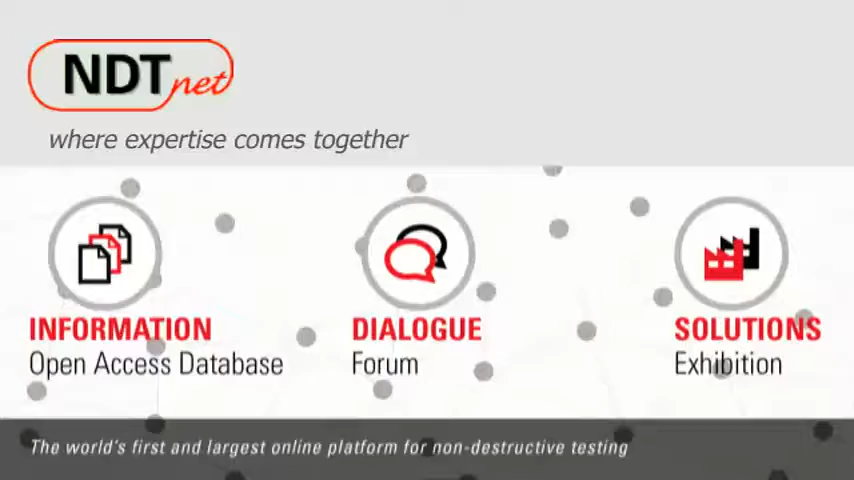 NDTnet
where expertise comes together
INFORMATION
Open Access Database
DIALOGUE
Forum
SOLUTIONS
Exhibition
The world's first and largest online platform for non-destructive testing